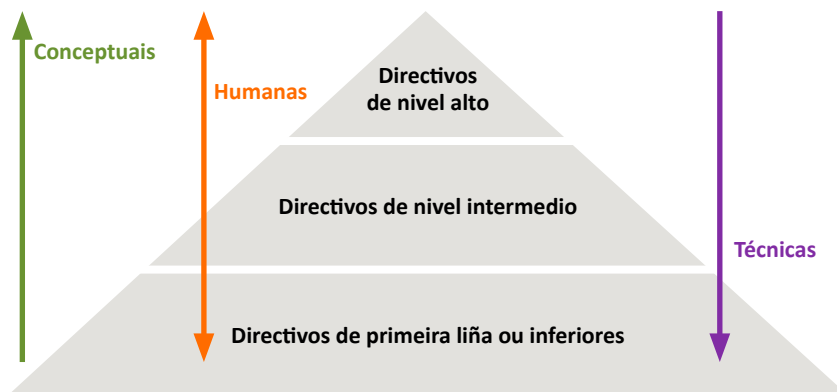 Conceptuais
Humanas
Directivos
de nivel alto
Directivos de nivel intermedio
Técnicas
Directivos de primeira liña ou inferiores